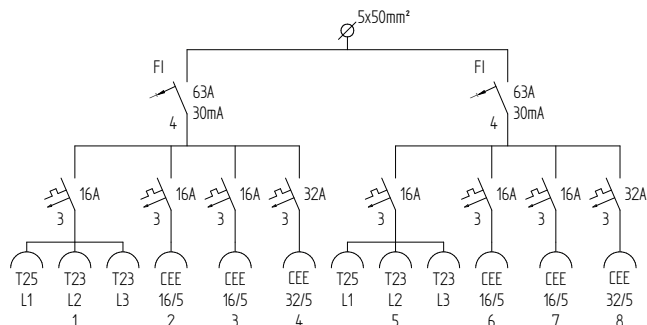 5x50mm²
FI
63A
30mA
4
FI
63A
30mA
4
16A
3
16A
3
16A
3
32A
3
16A
3
16A
3
16A
3
32A
3
T25 T23 T23 CEE CEE CEE T25 T23 T23 CEE CEE CEE
L1 L2 L3 16/5 16/5 32/5 L1 L2 L3 16/5 16/5 32/5
1 2 3 4 5 6 7 8